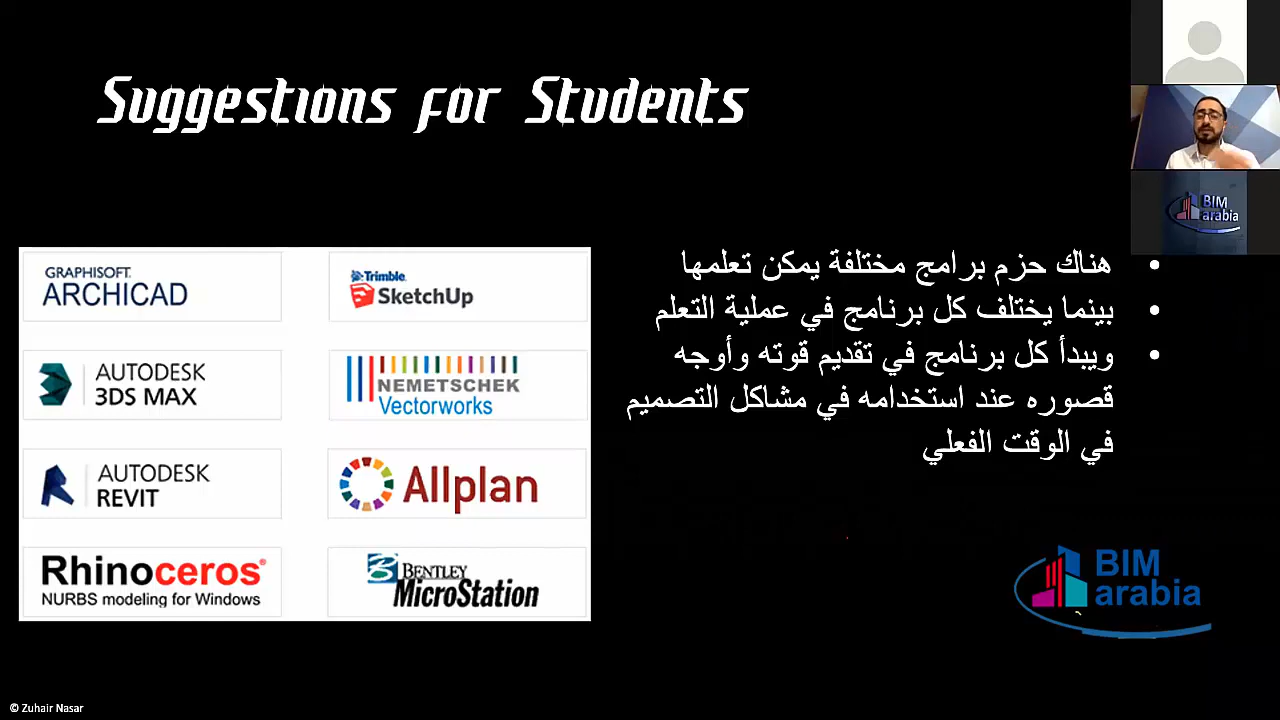 Suggestions for Students
GRAPHISOFT.
ARCHICAD
Trimble
SketchUp
AUTODESK
3DS MAX
NEMETSCHEK
Vectorworks
AUTODESK
REVIT
Allplan
Rhinoceros®
NURBS modeling for Windows
BENTLEY
MicroStation
• هناك حزم برامج مختلفة يمكن تعلمها
• بينما يختلف كل برنامج في عملية التعلم
• ويبدأ كل برنامج في تقديم قوته وأوجه
قصوره عند استخدامه في مشاكل التصميم
في الوقت الفعلي
BIM
arabia
BIM
arabia
© Zuhair Nasar